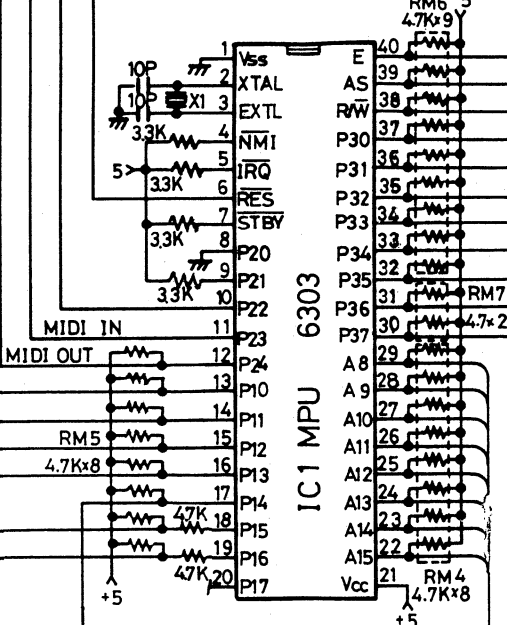 RM6 5
4.7K×9
1 Vss E 40
10P 2 XTAL AS 39
10P X1 3 EXTL R/W 38
3.3K 4 NMI P30 37
5 5 IRQ P31 36
3.3K 6 RES P32 35
7 STBY P33 34
3.3K 8 P20 P34 33
9 P21 P35 32
3.3K 10 P22 P36 31 RM7
MIDI IN 11 P23 P37 30 4.7×2
MIDI OUT 12 P24 A8 29
13 P10 A9 28
14 P11 A10 27
RM5 15 P12 A11 26
4.7K×8 16 P13 A12 25
17 P14 A13 24
47K 18 P15 A14 23
19 P16 A15 22
47K 20 P17 Vcc 21
IC1 MPU 6303
+5 RM4
4.7K×8
+5